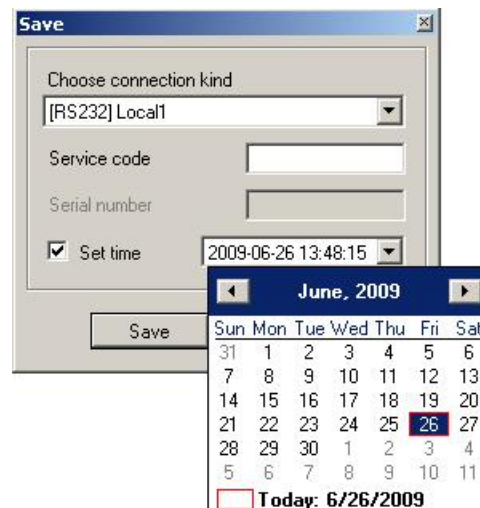 Save
Choose connection kind
[RS232] Local1
Service code
Serial number
Set time 2009-06-26 13:48:15
Save
June, 2009
Sun Mon Tue Wed Thu Fri Sat
31 1 2 3 4 5 6
7 8 9 10 11 12 13
14 15 16 17 18 19 20
21 22 23 24 25 26 27
28 29 30 1 2 3 4
5 6 7 8 9 10 11
Today: 6/26/2009